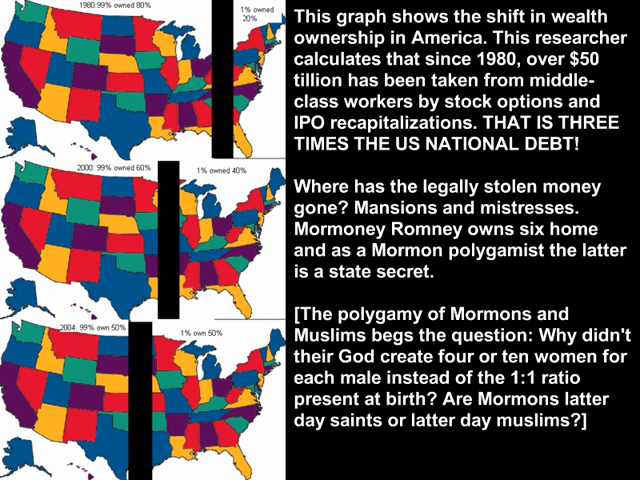 1980:99% owned 80%
1% owned
20%
2000: 99% owned 60%
1% owned 40%
2004: 99% own 50%
1% own 50%
This graph shows the shift in wealth
ownership in America. This researcher
calculates that since 1980, over $50
tillion has been taken from middle-
class workers by stock options and
IPO recapitalizations. THAT IS THREE
TIMES THE US NATIONAL DEBT!
Where has the legally stolen money
gone? Mansions and mistresses.
Mormoney Romney owns six home
and as a Mormon polygamist the latter
is a state secret.
[The polygamy of Mormons and
Muslims begs the question: Why didn't
their God create four or ten women for
each male instead of the 1:1 ratio
present at birth? Are Mormons latter
day saints or latter day muslims?]